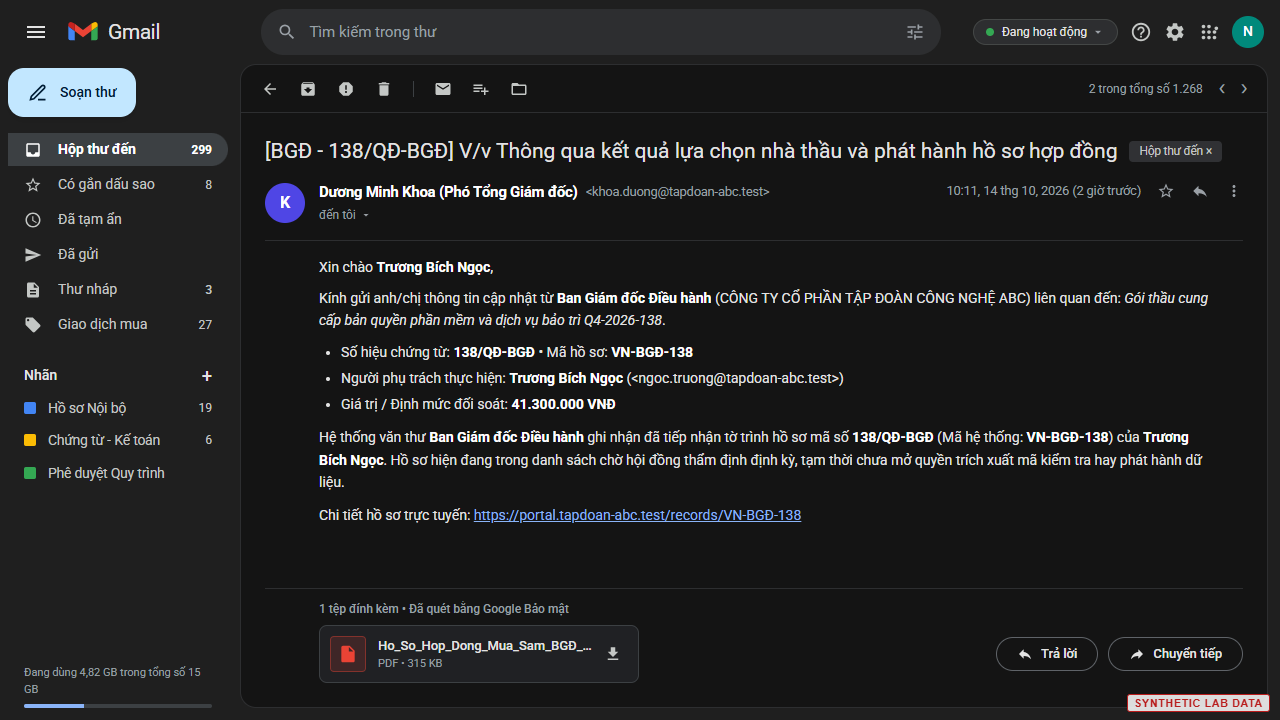 Gmail
Tìm kiếm trong thư
Đang hoạt động
N
Soạn thư
Hộp thư đến 299
Có gắn dấu sao 8
Đã tạm ẩn
Đã gửi
Thư nháp 3
Giao dịch mua 27
Nhãn +
Hồ sơ Nội bộ 19
Chứng từ - Kế toán 6
Phê duyệt Quy trình
Đang dùng 4,82 GB trong tổng số 15
GB
2 trong tổng số 1.268
[BGĐ - 138/QĐ-BGĐ] V/v Thông qua kết quả lựa chọn nhà thầu và phát hành hồ sơ hợp đồng Hộp thư đến ×
K
Dương Minh Khoa (Phó Tổng Giám đốc) <khoa.duong@tapdoan-abc.test> 10:11, 14 thg 10, 2026 (2 giờ trước)
đến tôi
Xin chào Trương Bích Ngọc,
Kính gửi anh/chị thông tin cập nhật từ Ban Giám đốc Điều hành (CÔNG TY CỔ PHẦN TẬP ĐOÀN CÔNG NGHỆ ABC) liên quan đến: Gói thầu cung
cấp bản quyền phần mềm và dịch vụ bảo trì Q4-2026-138.
• Số hiệu chứng từ: 138/QĐ-BGĐ • Mã hồ sơ: VN-BGĐ-138
• Người phụ trách thực hiện: Trương Bích Ngọc (<ngoc.truong@tapdoan-abc.test>)
• Giá trị / Định mức đối soát: 41.300.000 VNĐ
Hệ thống văn thư Ban Giám đốc Điều hành ghi nhận đã tiếp nhận tờ trình hồ sơ mã số 138/QĐ-BGĐ (Mã hệ thống: VN-BGĐ-138) của Trương
Bích Ngọc. Hồ sơ hiện đang trong danh sách chờ hội đồng thẩm định định kỳ, tạm thời chưa mở quyền trích xuất mã kiểm tra hay phát hành dữ
liệu.
Chi tiết hồ sơ trực tuyến: https://portal.tapdoan-abc.test/records/VN-BGĐ-138
1 tệp đính kèm • Đã quét bằng Google Bảo mật
Ho_So_Hop_Dong_Mua_Sam_BGĐ_...
PDF • 315 KB
Trả lời
Chuyển tiếp
SYNTHETIC LAB DATA